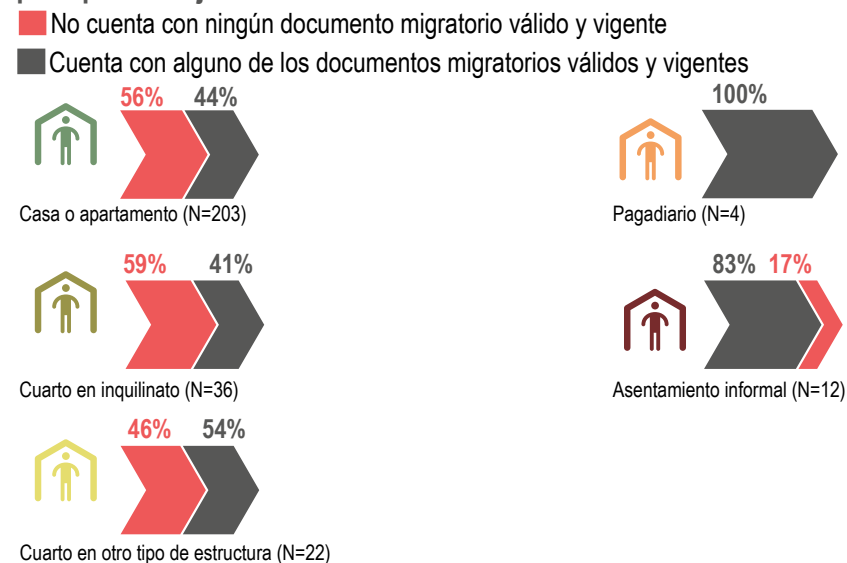 No cuenta con ningún documento migratorio válido y vigente
Cuenta con alguno de los documentos migratorios válidos y vigentes
56% 44%
Casa o apartamento (N=203)
100%
Pagadiario (N=4)
59% 41%
Cuarto en inquilinato (N=36)
83% 17%
Asentamiento informal (N=12)
46% 54%
Cuarto en otro tipo de estructura (N=22)